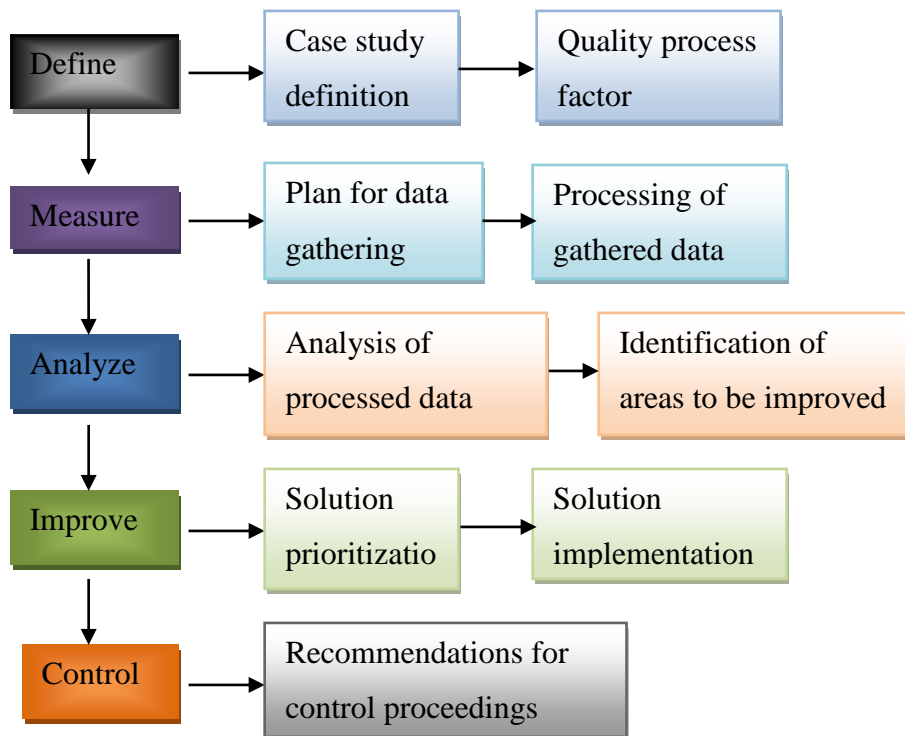 Define
Case study
definition
Quality process
factor
Measure
Plan for data
gathering
Processing of
gathered data
Analyze
Analysis of
processed data
Identification of
areas to be improved
Improve
Solution
prioritizatio
Solution
implementation
Control
Recommendations for
control proceedings